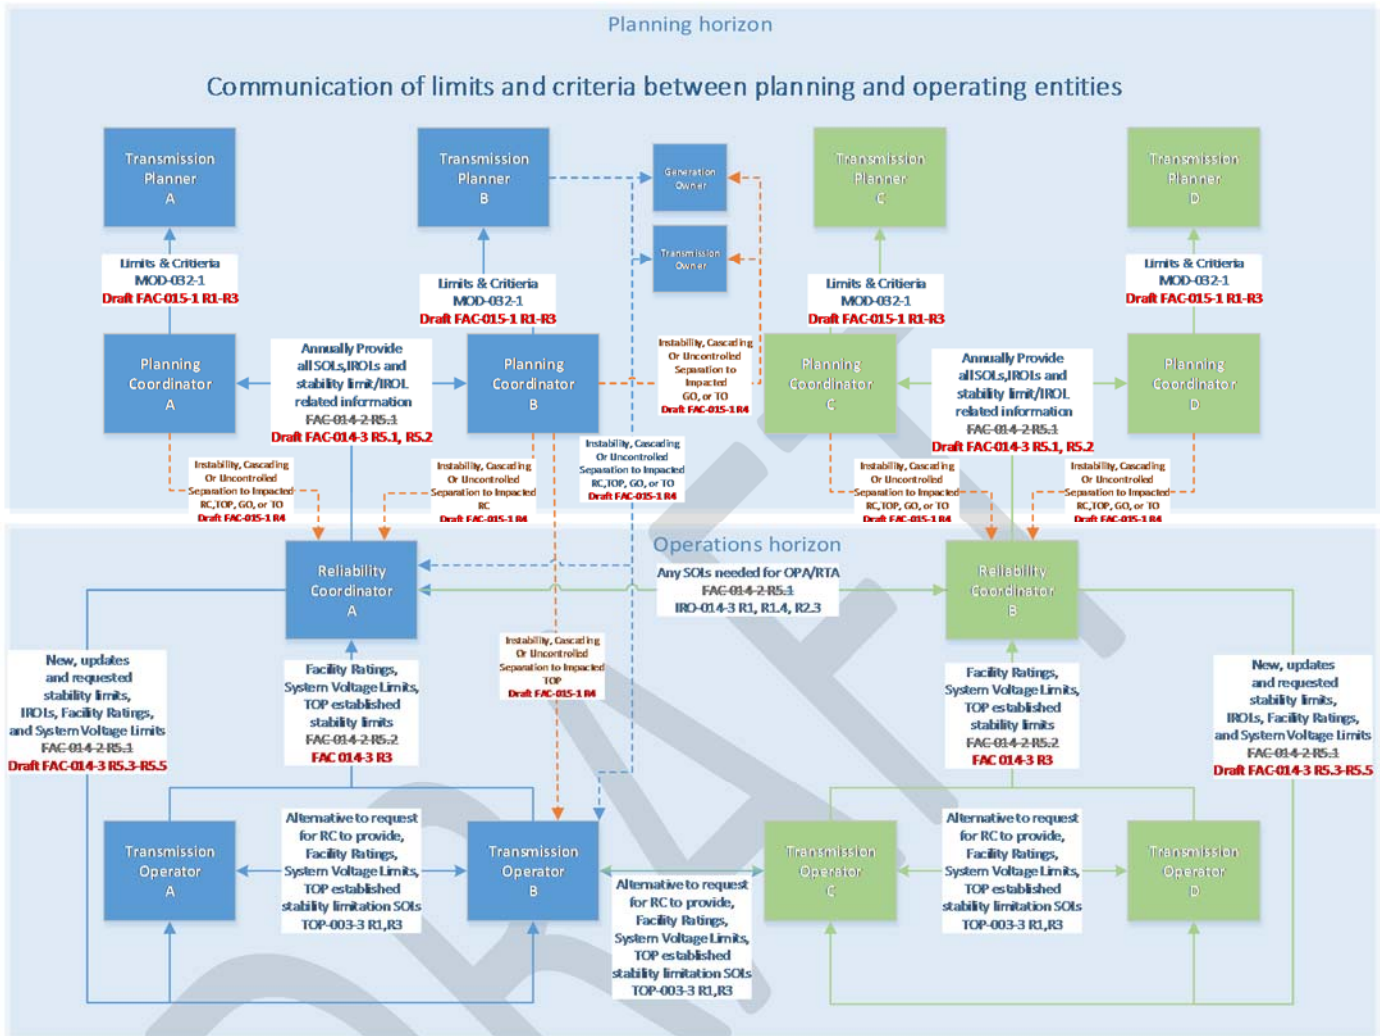 Planning horizon
Communication of limits and criteria between planning and operating entities
Transmission
Planner
A
Transmission
Planner
B
Generation
Owner
Transmission
Owner
Transmission
Planner
C
Transmission
Planner
D
Limits & Critieria
MOD-032-1
Draft FAC-015-1 R1-R3
Limits & Critieria
MOD-032-1
Draft FAC-015-1 R1-R3
Limits & Critieria
MOD-032-1
Draft FAC-015-1 R1-R3
Limits & Critieria
MOD-032-1
Draft FAC-015-1 R1-R3
Planning
Coordinator
A
Annually Provide
all SOLs,IROLs and
stability limit/IROL
related information
FAC-014-2 R5.1
Draft FAC-014-3 R5.1, R5.2
Planning
Coordinator
B
Instability, Cascading
Or Uncontrolled
Separation to
Impacted
GO, or TO
Draft FAC-015-1 R4
Planning
Coordinator
C
Annually Provide
all SOLs,IROLs and
stability limit/IROL
related information
FAC-014-2 R5.1
Draft FAC-014-3 R5.1, R5.2
Planning
Coordinator
D
Instability, Cascading
Or Uncontrolled
Separation to Impacted
RC,TOP, GO, or TO
Draft FAC-015-1 R4
Instability, Cascading
Or Uncontrolled
Separation to Impacted
RC
Draft FAC-015-1 R4
Instability, Cascading
Or Uncontrolled
Separation to Impacted
RC,TOP, GO, or TO
Draft FAC-015-1 R4
Instability, Cascading
Or Uncontrolled
Separation to Impacted
RC,TOP, GO, or TO
Draft FAC-015-1 R4
Instability, Cascading
Or Uncontrolled
Separation to Impacted
RC,TOP, GO, or TO
Draft FAC-015-1 R4
Operations horizon
Reliability
Coordinator
A
Any SOLs needed for OPA/RTA
FAC-014-2 R5.1
IRO-014-3 R1, R1.4, R2.3
Reliability
Coordinator
B
New, updates
and requested
stability limits,
IROLs, Facility Ratings,
and System Voltage Limits
FAC-014-2 R5.1
Draft FAC-014-3 R5.3-R5.5
Facility Ratings,
System Voltage Limits,
TOP established
stability limits
FAC-014-2 R5.2
FAC 014-3 R3
Instability, Cascading
Or Uncontrolled
Separation to Impacted
TOP
Draft FAC-015-1 R4
Facility Ratings,
System Voltage Limits,
TOP established
stability limits
FAC-014-2 R5.2
FAC 014-3 R3
New, updates
and requested
stability limits,
IROLs, Facility Ratings,
and System Voltage Limits
FAC-014-2 R5.1
Draft FAC-014-3 R5.3-R5.5
Transmission
Operator
A
Alternative to request
for RC to provide,
Facility Ratings,
System Voltage Limits,
TOP established
stability limitation SOLs
TOP-003-3 R1,R3
Transmission
Operator
B
Alternative to request
for RC to provide,
Facility Ratings,
System Voltage Limits,
TOP established
stability limitation SOLs
TOP-003-3 R1,R3
Transmission
Operator
C
Alternative to request
for RC to provide,
Facility Ratings,
System Voltage Limits,
TOP established
stability limitation SOLs
TOP-003-3 R1,R3
Transmission
Operator
D
DRAFT